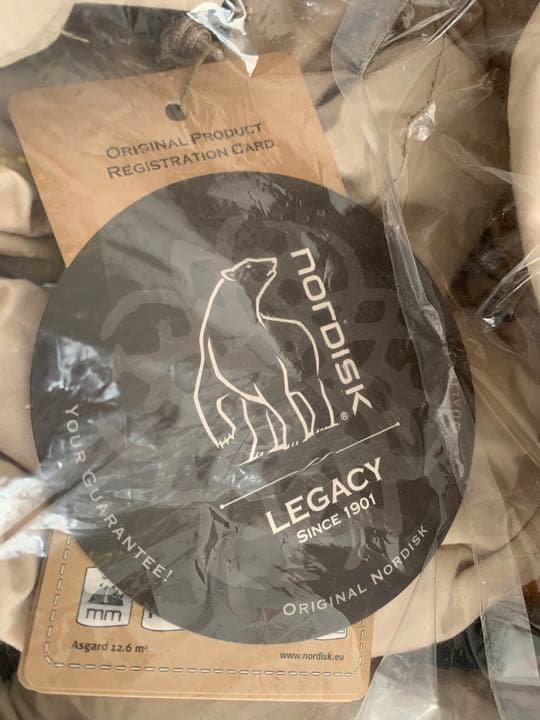 ORIGINAL PRODUCT
REGISTRATION CARD
nordisk®
LEGACY
SINCE 1901
YOUR GUARANTEE!
ORIGINAL NORDISK
mm
Asgard 12.6 m²
www.nordisk.eu